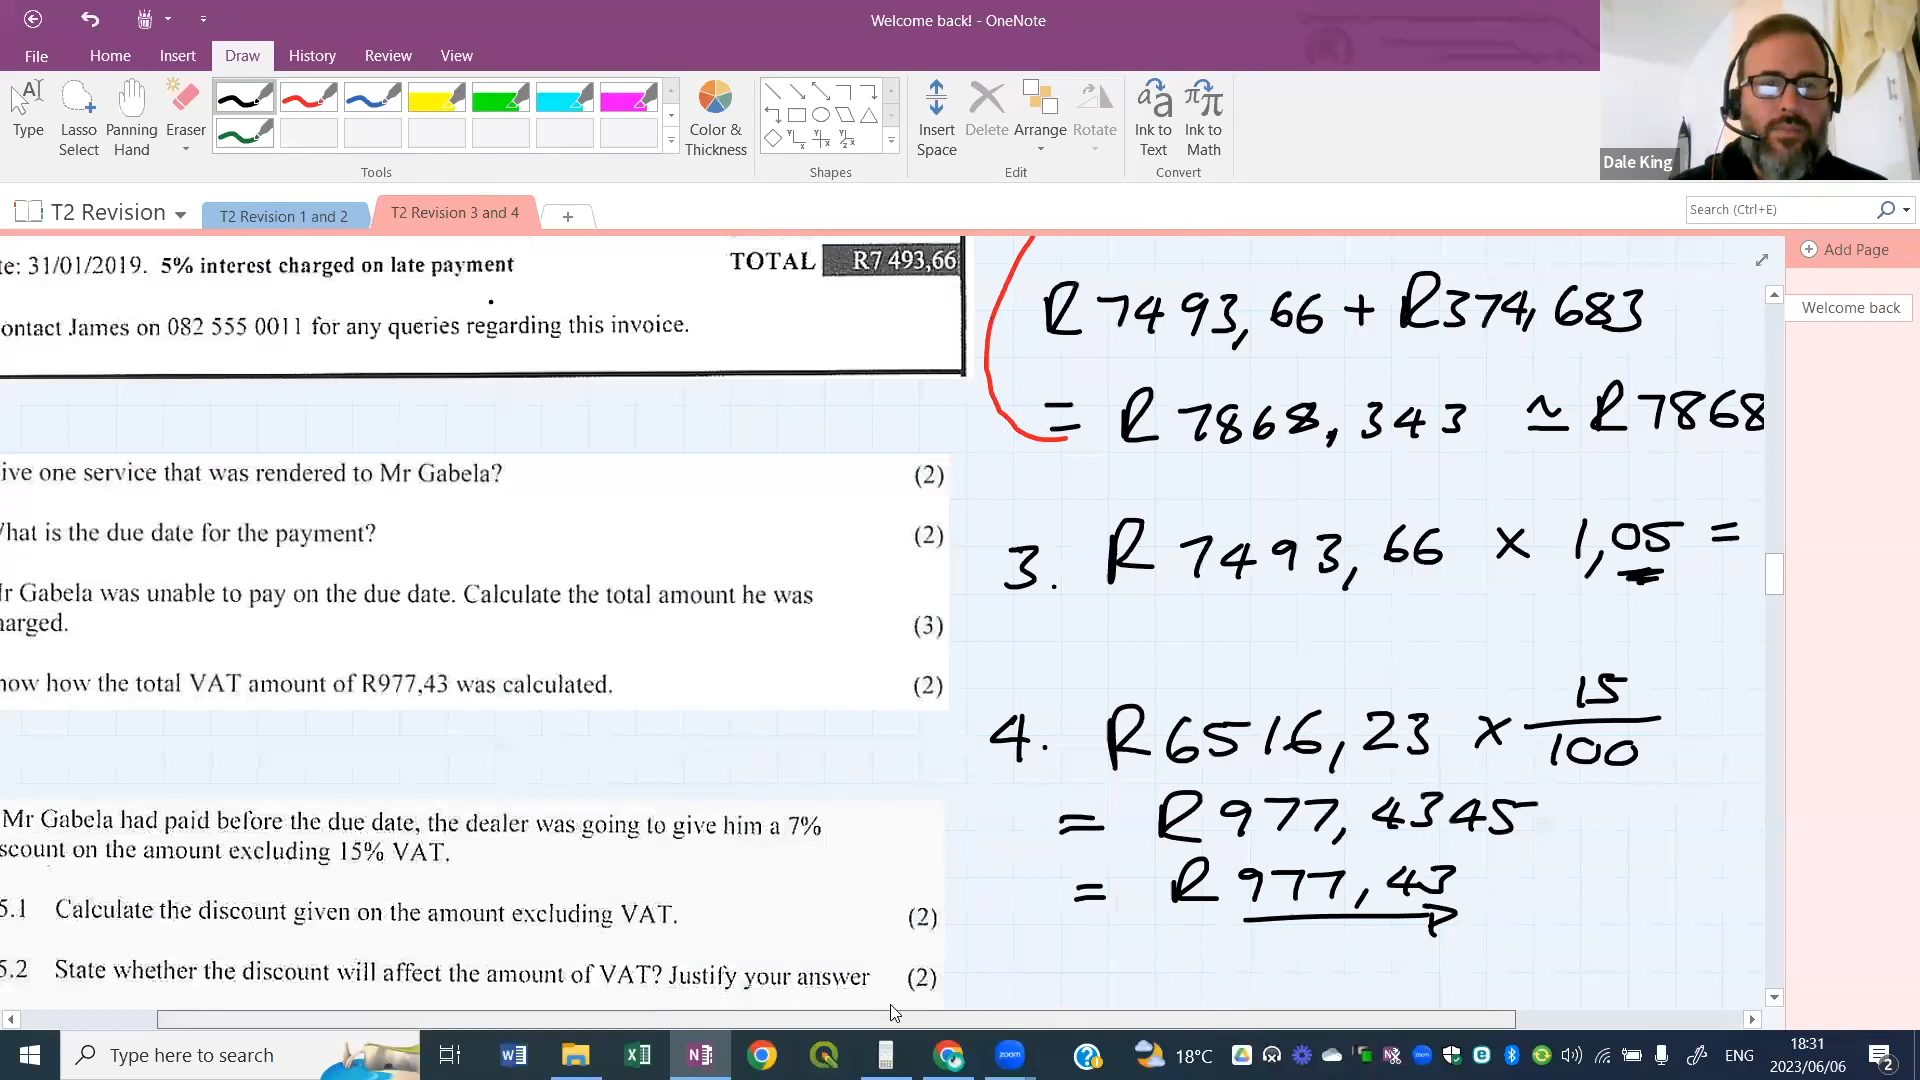 Welcome back! - OneNote
File Home Insert Draw History Review View
Type
Lasso Select
Panning Hand
Eraser
Color & Thickness
Insert Space
Delete
Arrange
Rotate
Ink to Text
Ink to Math
Tools
Shapes
Edit
Convert
Dale King
T2 Revision
T2 Revision 1 and 2
T2 Revision 3 and 4
Search (Ctrl+E)
Add Page
Welcome back
te: 31/01/2019. 5% interest charged on late payment
TOTAL R7 493,66
ontact James on 082 555 0011 for any queries regarding this invoice.
ive one service that was rendered to Mr Gabela? (2)
hat is the due date for the payment? (2)
r Gabela was unable to pay on the due date. Calculate the total amount he was
harged. (3)
how how the total VAT amount of R977,43 was calculated. (2)
Mr Gabela had paid before the due date, the dealer was going to give him a 7%
scount on the amount excluding 15% VAT.
5.1 Calculate the discount given on the amount excluding VAT. (2)
5.2 State whether the discount will affect the amount of VAT? Justify your answer (2)
R7493,66 + R374,683
= R7868,343 ≃ R7868
3. R7493,66 × 1,05 =
4. R6516,23 × 15/100
= R977,4345
= R977,43
Type here to search
zoom
18°C
ENG
18:31
2023/06/06
2